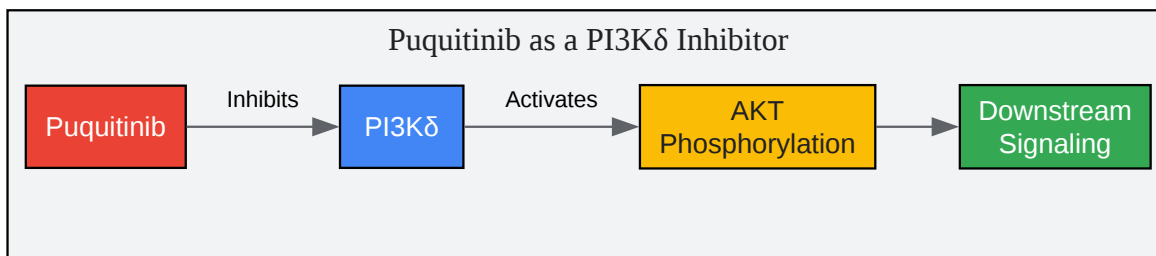 Puquitinib as a PI3Kδ Inhibitor
Puquitinib
Inhibits
PI3Kδ
Activates
AKT
Phosphorylation
Downstream
Signaling